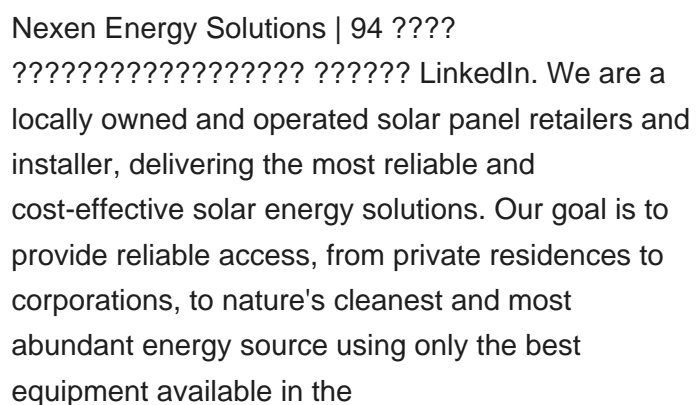 Nexen Energy Solutions | 94 ????
?????????????????? ?????? LinkedIn. We are a
locally owned and operated solar panel retailers and
installer, delivering the most reliable and
cost-effective solar energy solutions. Our goal is to
provide reliable access, from private residences to
corporations, to nature's cleanest and most
abundant energy source using only the best
equipment available in the